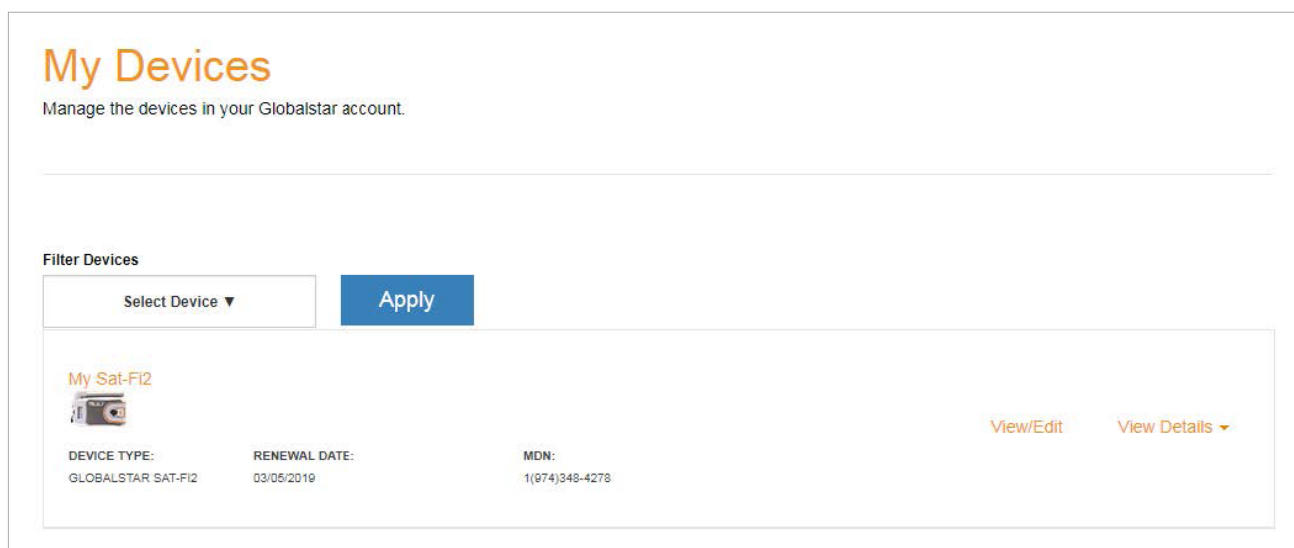 My Devices
Manage the devices in your Globalstar account.
Filter Devices
Select Device ▼
Apply
My Sat-Fi2
View/Edit
View Details
DEVICE TYPE:
RENEWAL DATE:
MDN:
GLOBALSTAR SAT-FI2
03/05/2019
1(974)348-4278